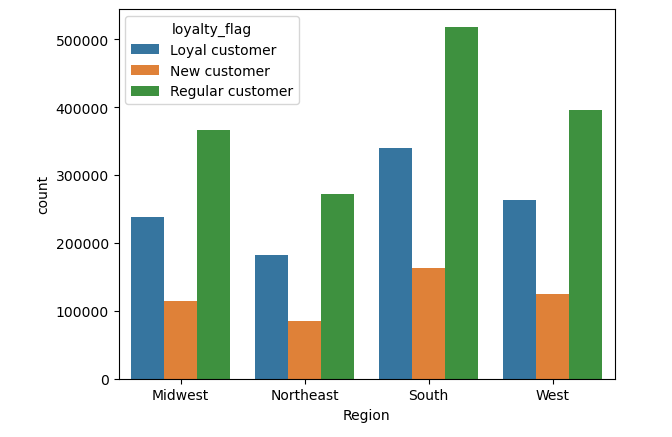 loyalty_flag
Loyal customer
New customer
Regular customer
500000
400000
300000
200000
100000
0
count
Midwest Northeast South West
Region